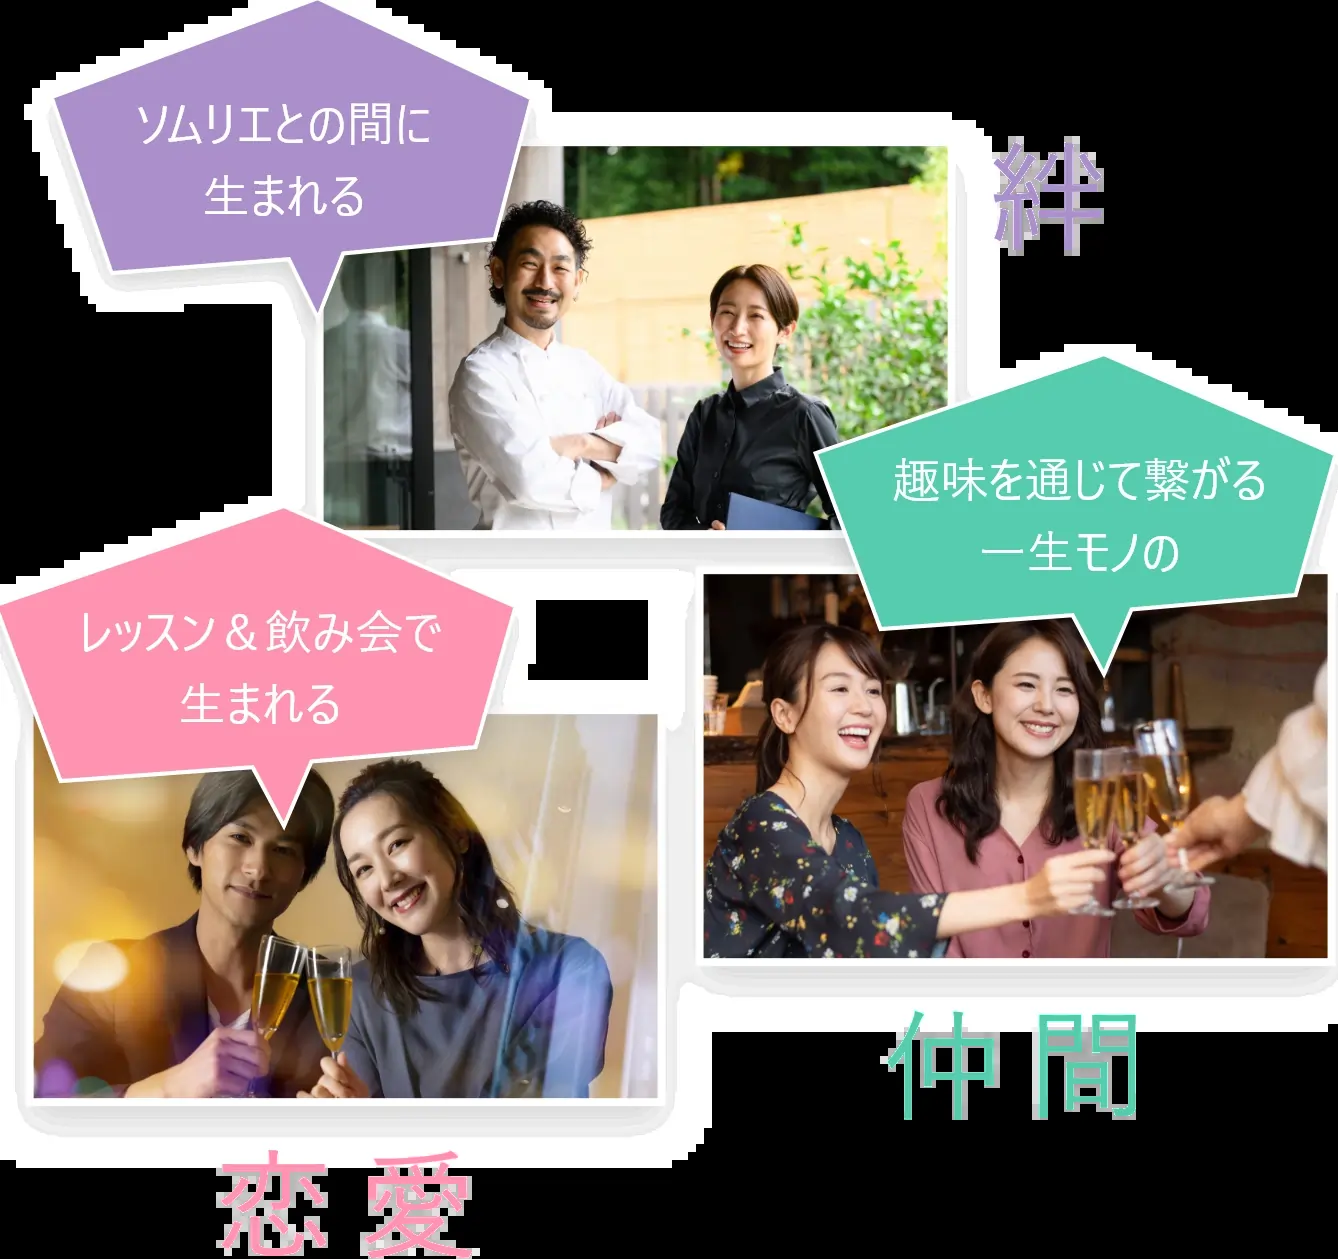 ソムリエとの間に
生まれる
絆
趣味を通じて繋がる
一生モノの
仲間
レッスン＆飲み会で
生まれる
恋愛